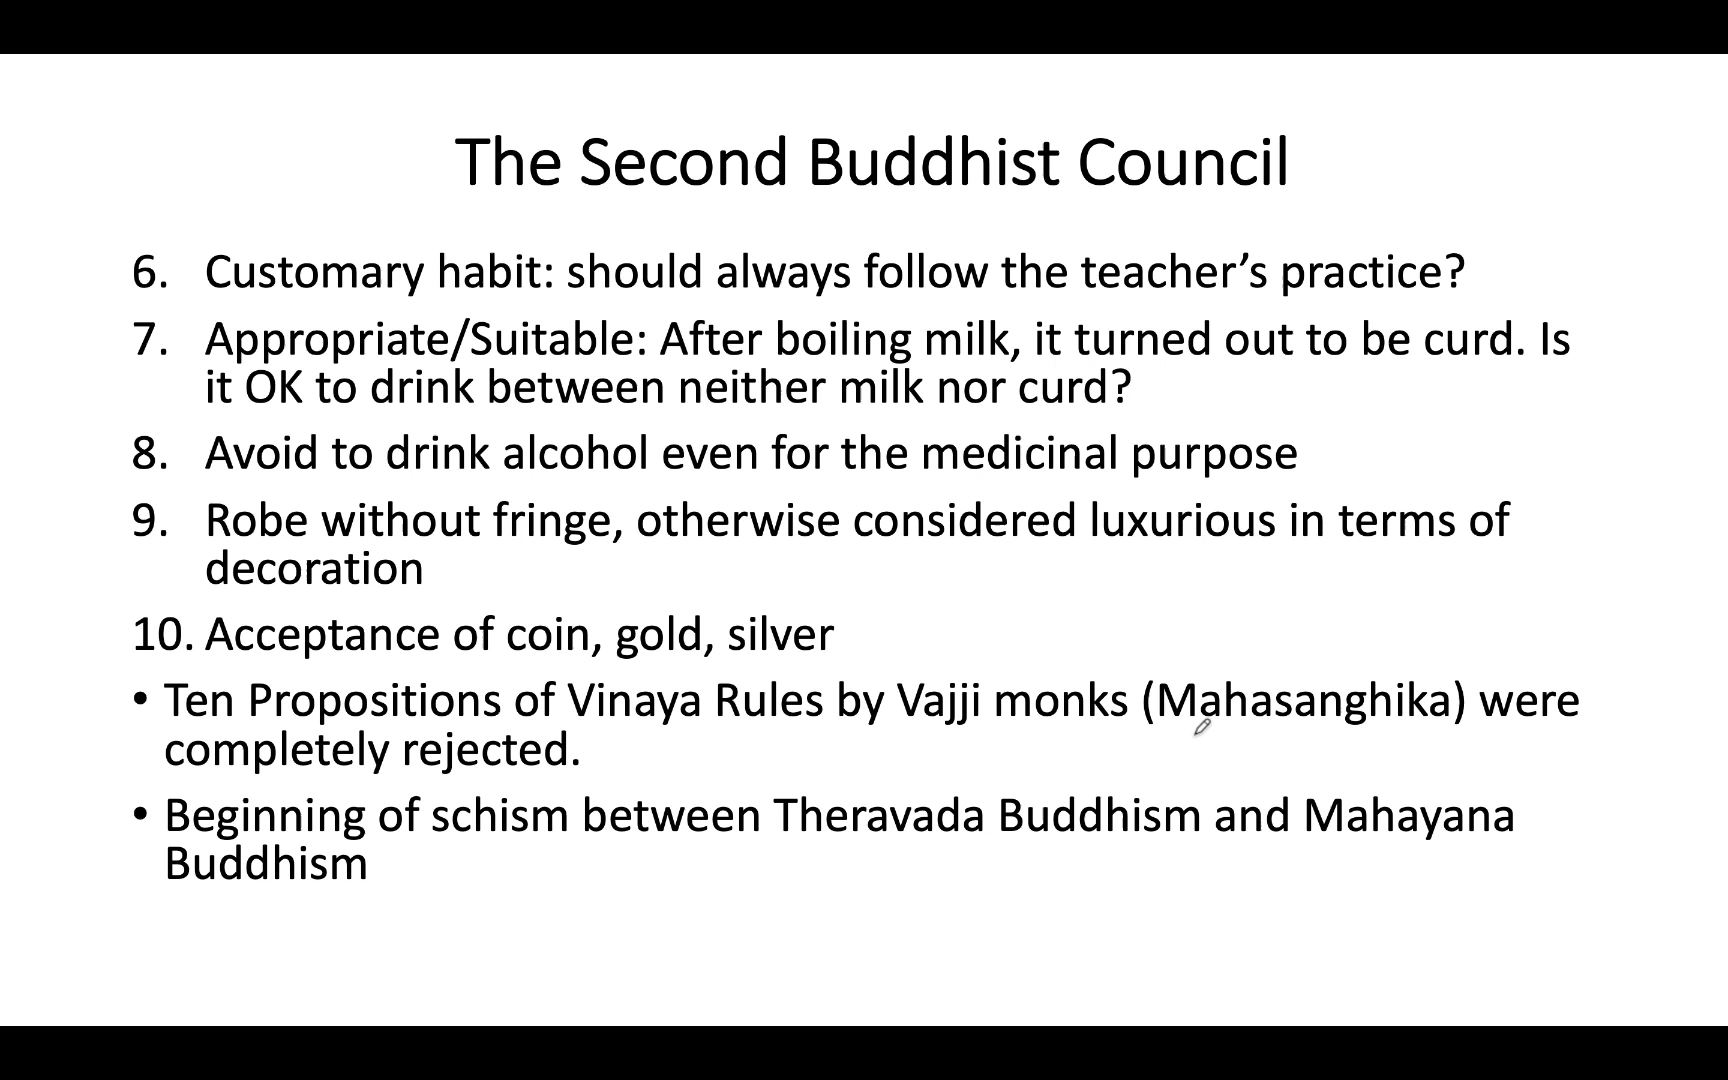 The Second Buddhist Council
6. Customary habit: should always follow the teacher’s practice?
7. Appropriate/Suitable: After boiling milk, it turned out to be curd. Is
it OK to drink between neither milk nor curd?
8. Avoid to drink alcohol even for the medicinal purpose
9. Robe without fringe, otherwise considered luxurious in terms of
decoration
10. Acceptance of coin, gold, silver
• Ten Propositions of Vinaya Rules by Vajji monks (Mahasanghika) were
completely rejected.
• Beginning of schism between Theravada Buddhism and Mahayana
Buddhism